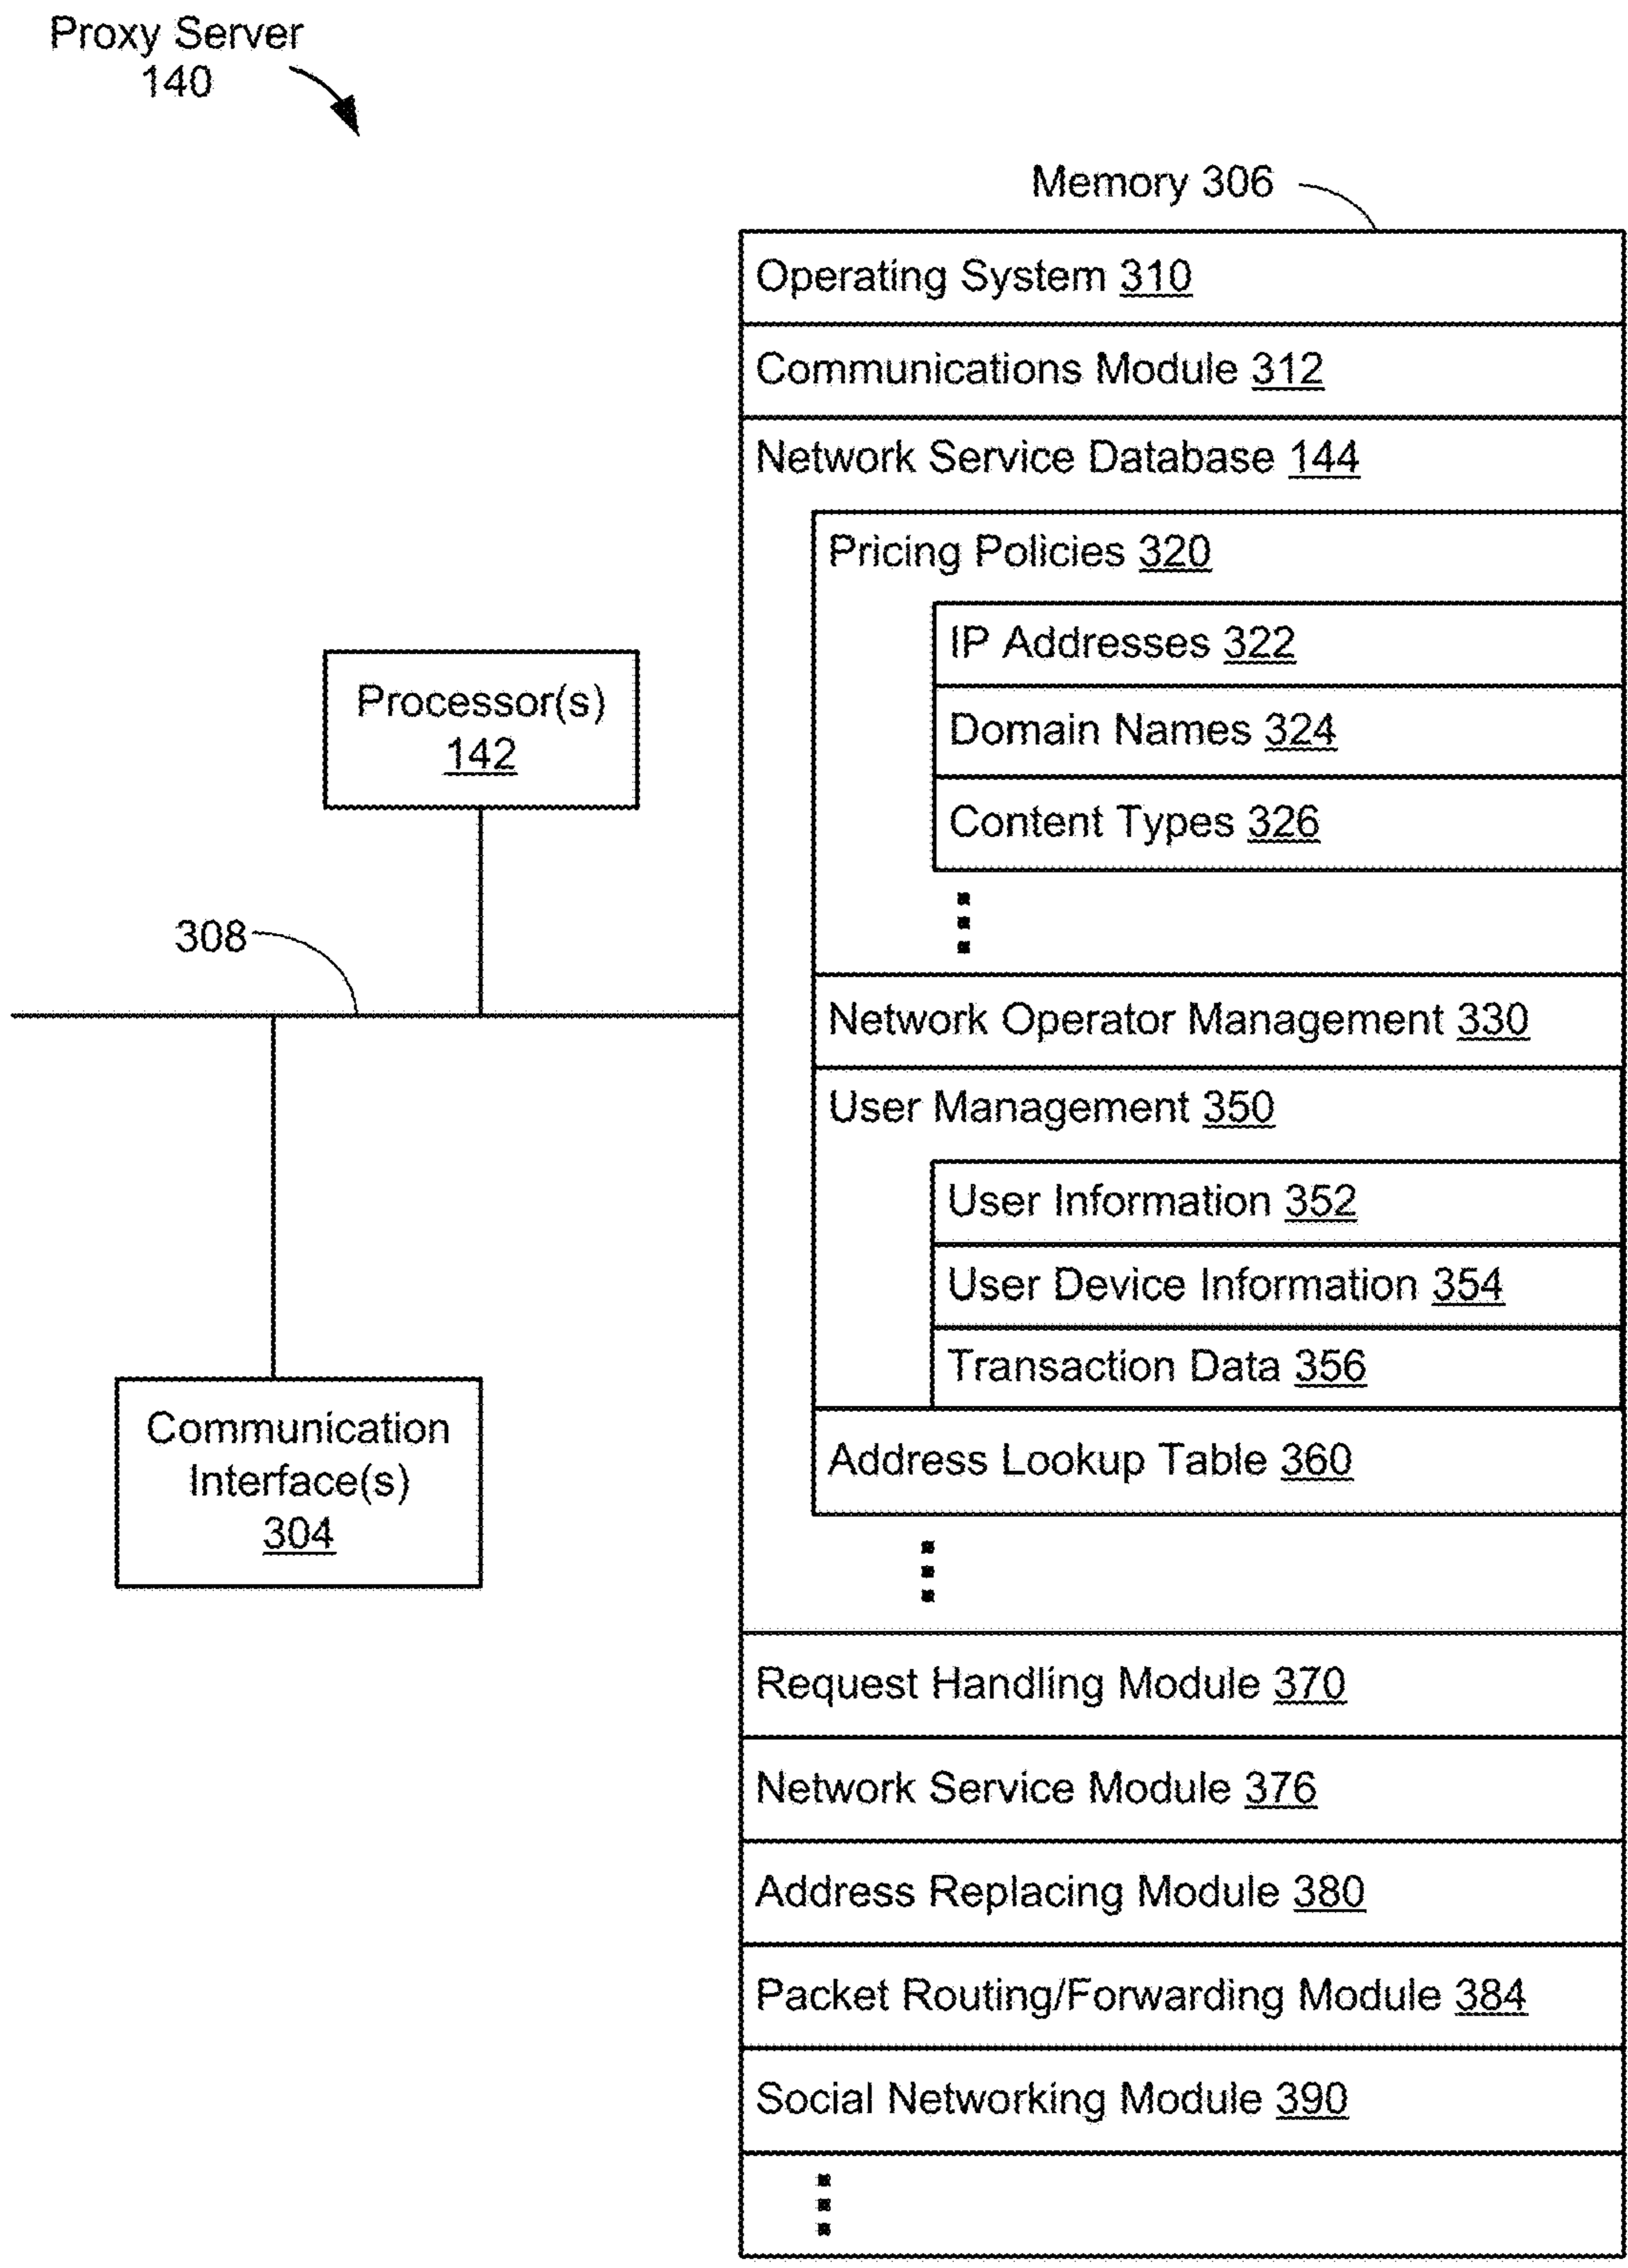 Proxy Server
140
Memory 306
Operating System 310
Communications Module 312
Network Service Database 144
Pricing Policies 320
IP Addresses 322
Domain Names 324
Content Types 326
Network Operator Management 330
User Management 350
User Information 352
User Device Information 354
Transaction Data 356
Address Lookup Table 360
Request Handling Module 370
Network Service Module 376
Address Replacing Module 380
Packet Routing/Forwarding Module 384
Social Networking Module 390
Processor(s)
142
308
Communication
Interface(s)
304